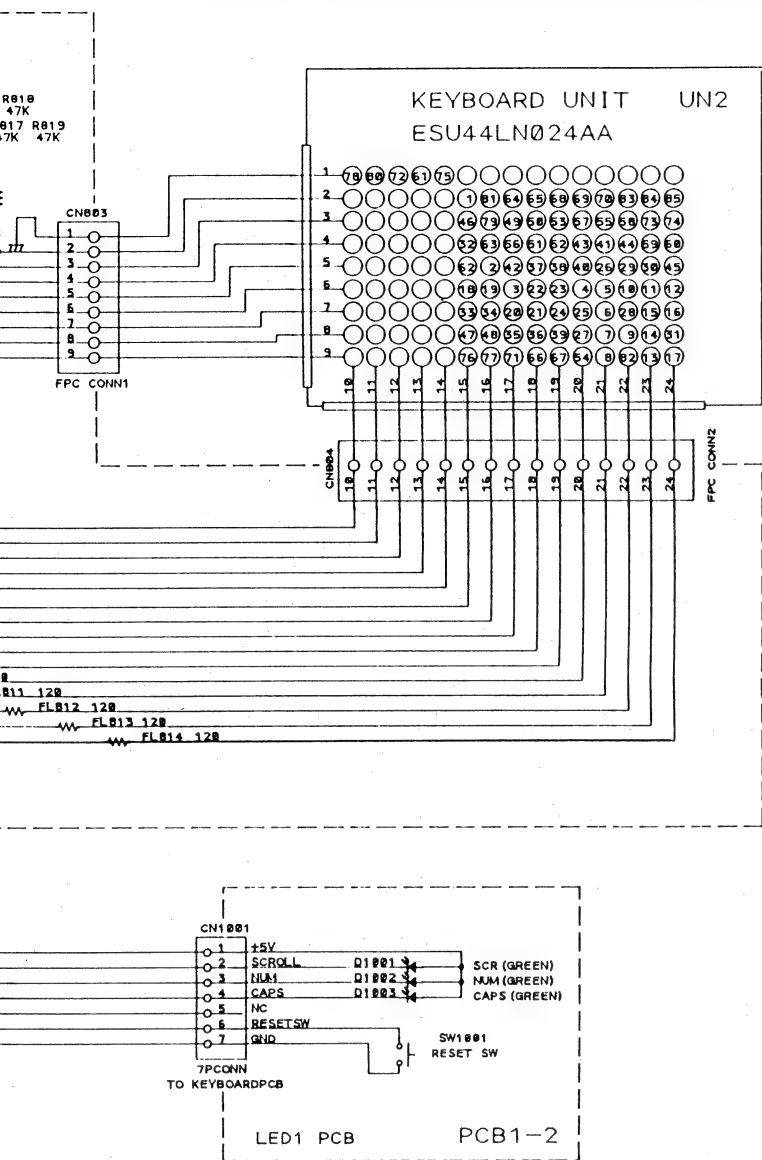 R818
47K
817 R819
7K 47K
KEYBOARD UNIT UN2
ESU44LN024AA
CN803
1
2
3
4
5
6
7
8
9
FPC CONN1
1 78 80 72 61 75
2 1 81 64 65 68 69 70 83 84 85
3 46 79 49 50 53 57 55 58 73 74
4 32 63 56 51 52 43 41 44 59 60
5 62 2 42 37 38 40 26 29 30 45
6 18 19 3 22 23 4 5 10 11 12
7 33 34 20 21 24 25 6 28 15 16
8 47 48 35 36 39 27 7 9 14 31
9 76 77 71 66 67 54 8 82 13 17
10 11 12 13 14 15 16 17 18 19 20 21 22 23 24
CN804
10 11 12 13 14 15 16 17 18 19 20 21 22 23 24
FPC CONN2
811 120
FL812 120
FL813 120
FL814 120
CN1001
1 +5V
2 SCROLL D1001 SCR (GREEN)
3 NUM D1002 NUM (GREEN)
4 CAPS D1003 CAPS (GREEN)
5 NC
6 RESETSW
7 GND
SW1001
RESET SW
7PCONN
TO KEYBOARDPCB
LED1 PCB PCB1-2